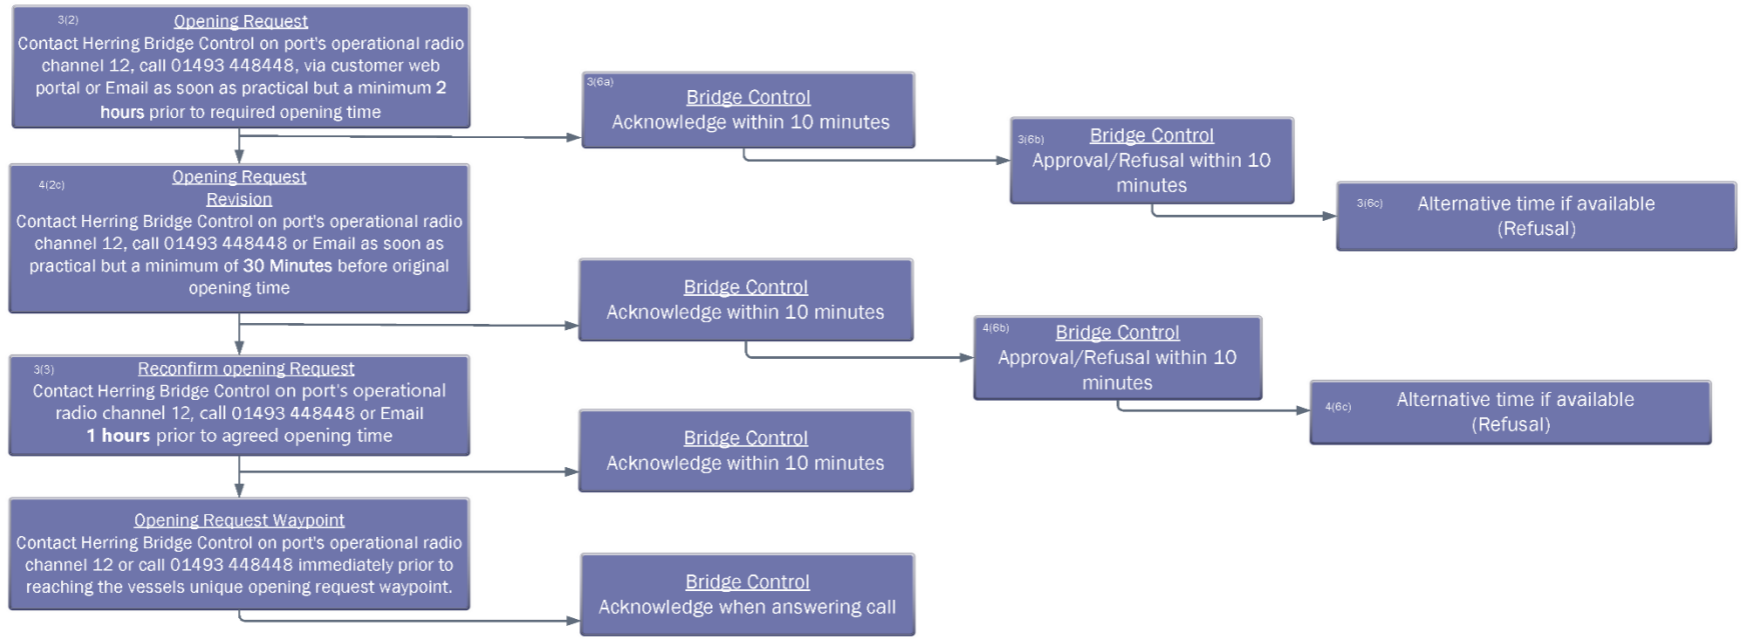 3(2)
Opening Request
Contact Herring Bridge Control on port's operational radio
channel 12, call 01493 448448, via customer web
portal or Email as soon as practical but a minimum 2
hours prior to required opening time
3(6a)
Bridge Control
Acknowledge within 10 minutes
3(6b)
Bridge Control
Approval/Refusal within 10
minutes
3(6c)
Alternative time if available
(Refusal)
4(2c)
Opening Request
Revision
Contact Herring Bridge Control on port's operational radio
channel 12, call 01493 448448 or Email as soon as
practical but a minimum of 30 Minutes before original
opening time
Bridge Control
Acknowledge within 10 minutes
4(6b)
Bridge Control
Approval/Refusal within 10
minutes
4(6c)
Alternative time if available
(Refusal)
3(3)
Reconfirm opening Request
Contact Herring Bridge Control on port's operational
radio channel 12, call 01493 448448 or Email
1 hours prior to agreed opening time
Bridge Control
Acknowledge within 10 minutes
Opening Request Waypoint
Contact Herring Bridge Control on port's operational radio
channel 12 or call 01493 448448 immediately prior to
reaching the vessels unique opening request waypoint.
Bridge Control
Acknowledge when answering call